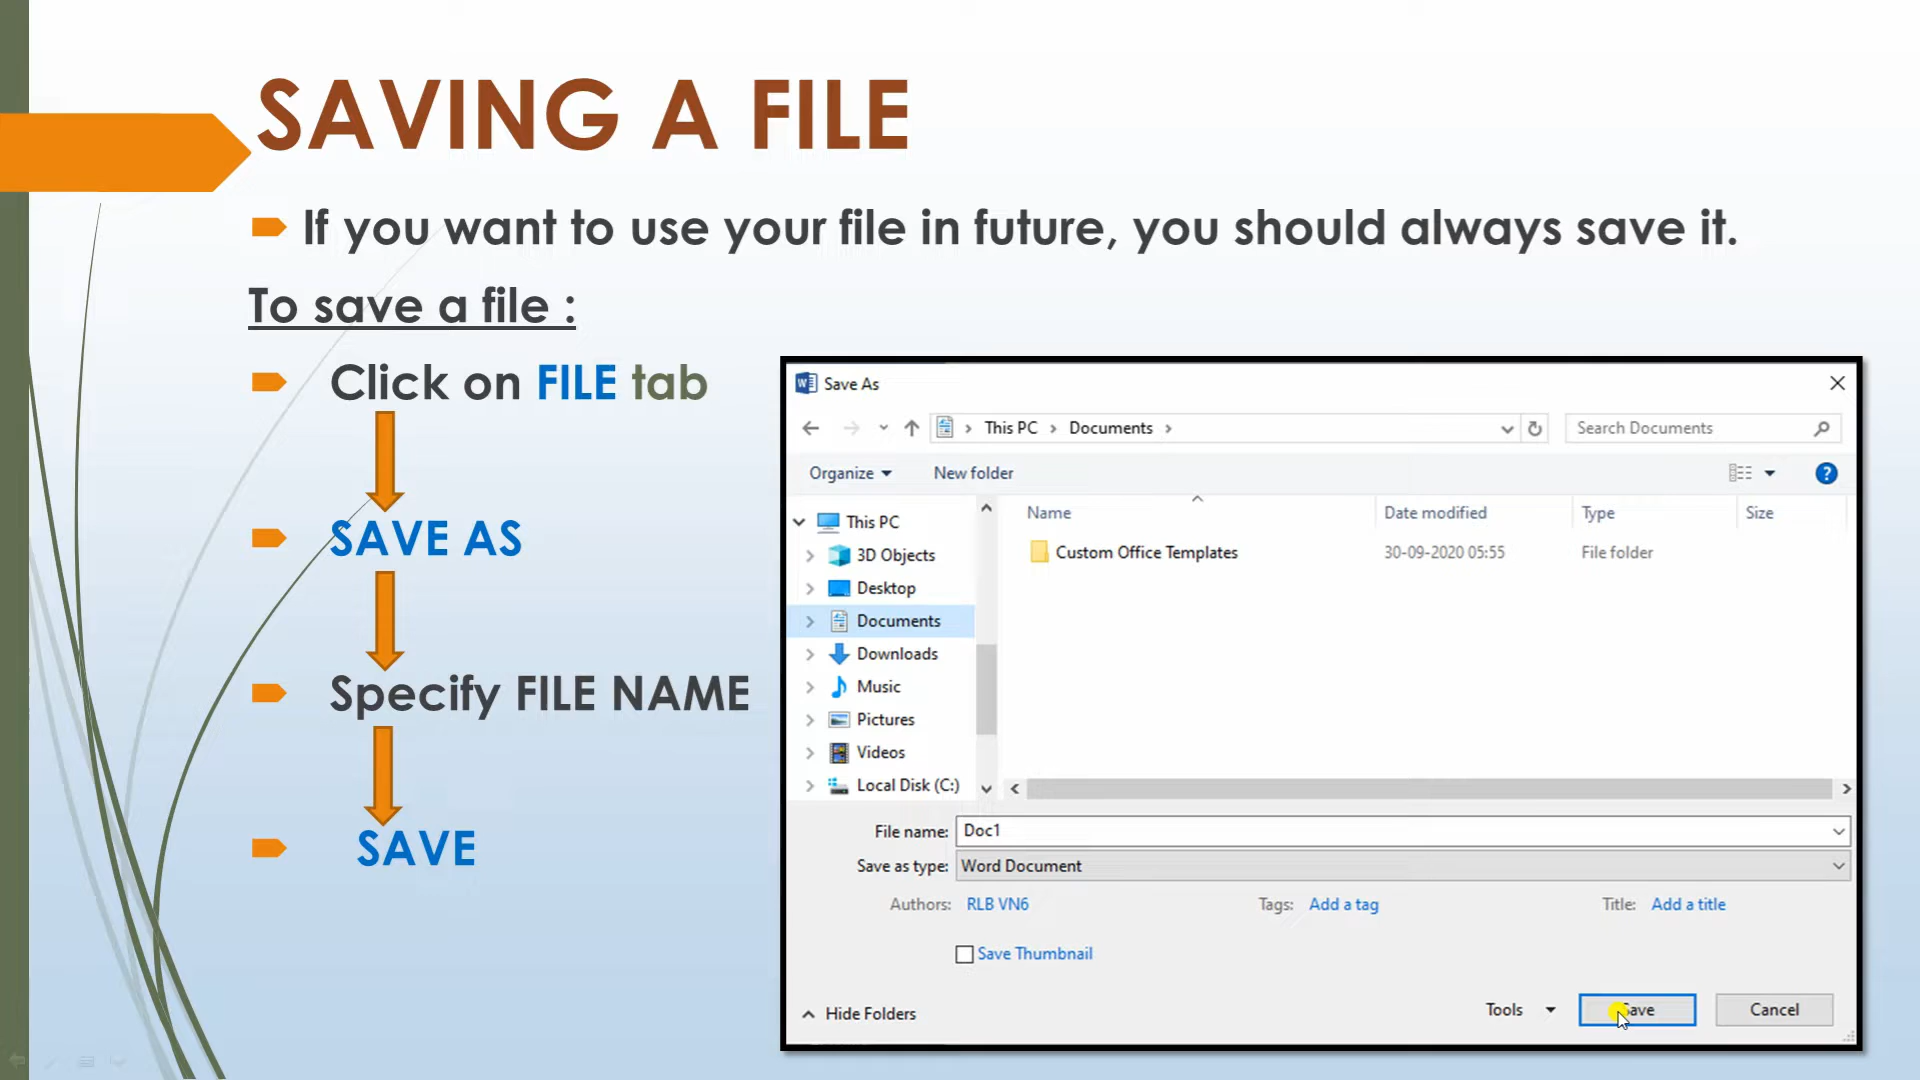 SAVING A FILE
If you want to use your file in future, you should always save it.
To save a file :
Click on FILE tab
SAVE AS
Specify FILE NAME
SAVE
Save As
This PC
Documents
Search Documents
Organize
New folder
This PC
3D Objects
Desktop
Documents
Downloads
Music
Pictures
Videos
Local Disk (C:)
Name
Date modified
Type
Size
Custom Office Templates
30-09-2020 05:55
File folder
File name: Doc1
Save as type: Word Document
Authors: RLB VN6
Tags: Add a tag
Title: Add a title
Save Thumbnail
Hide Folders
Tools
Save
Cancel